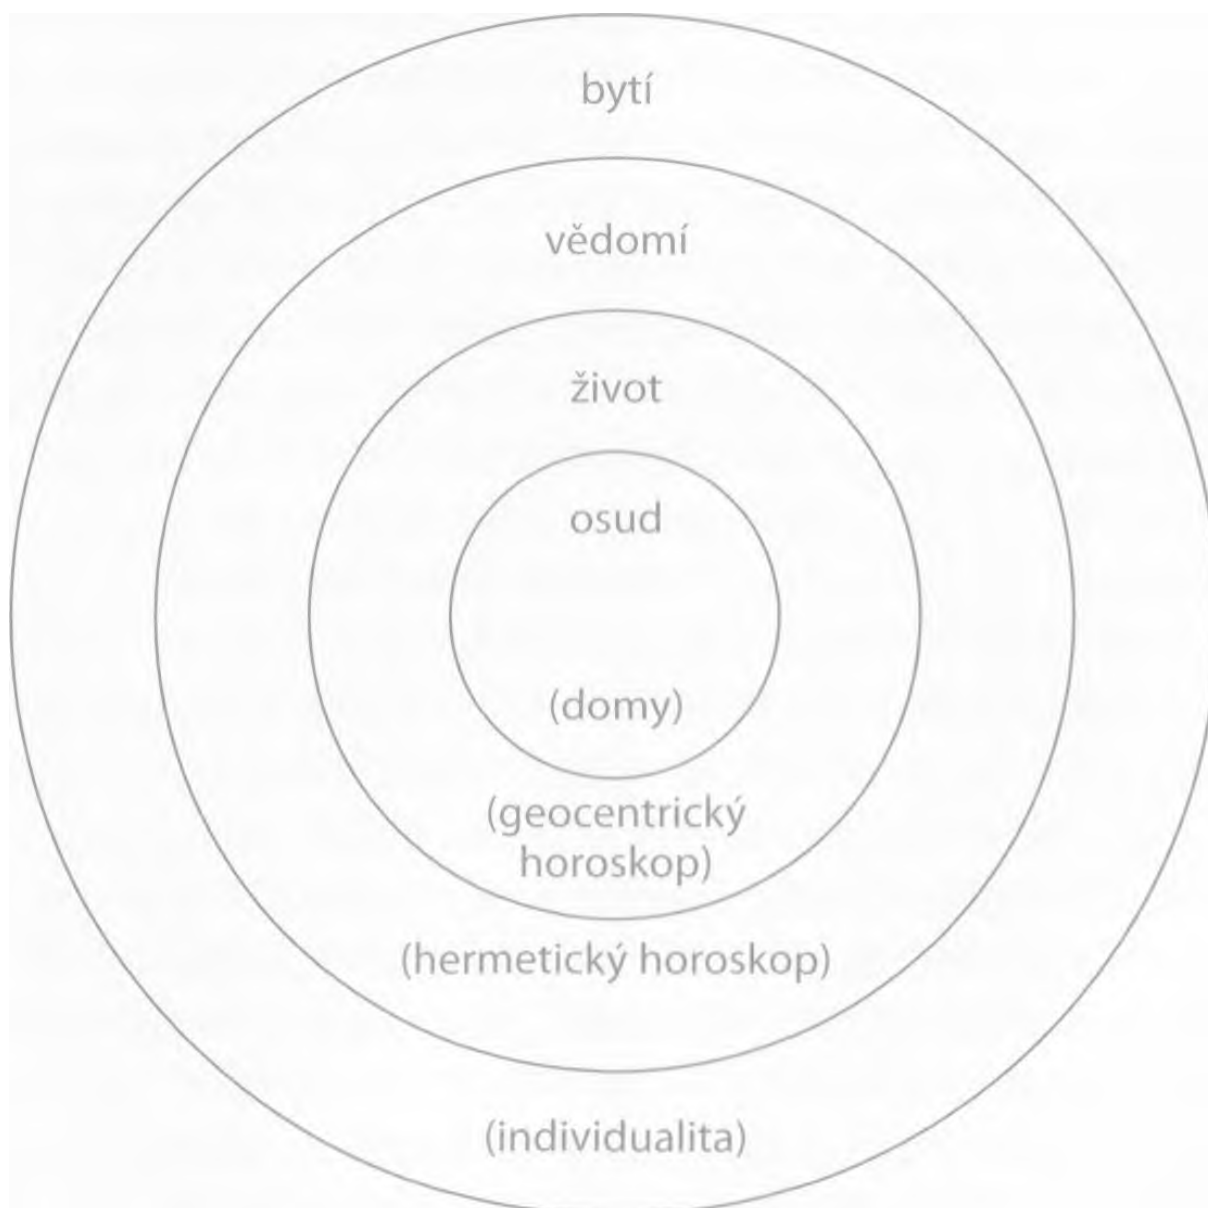 bytí
vědomí
život
osud
(domy)
(geocentrický
horoskop)
(hermetický horoskop)
(individualita)